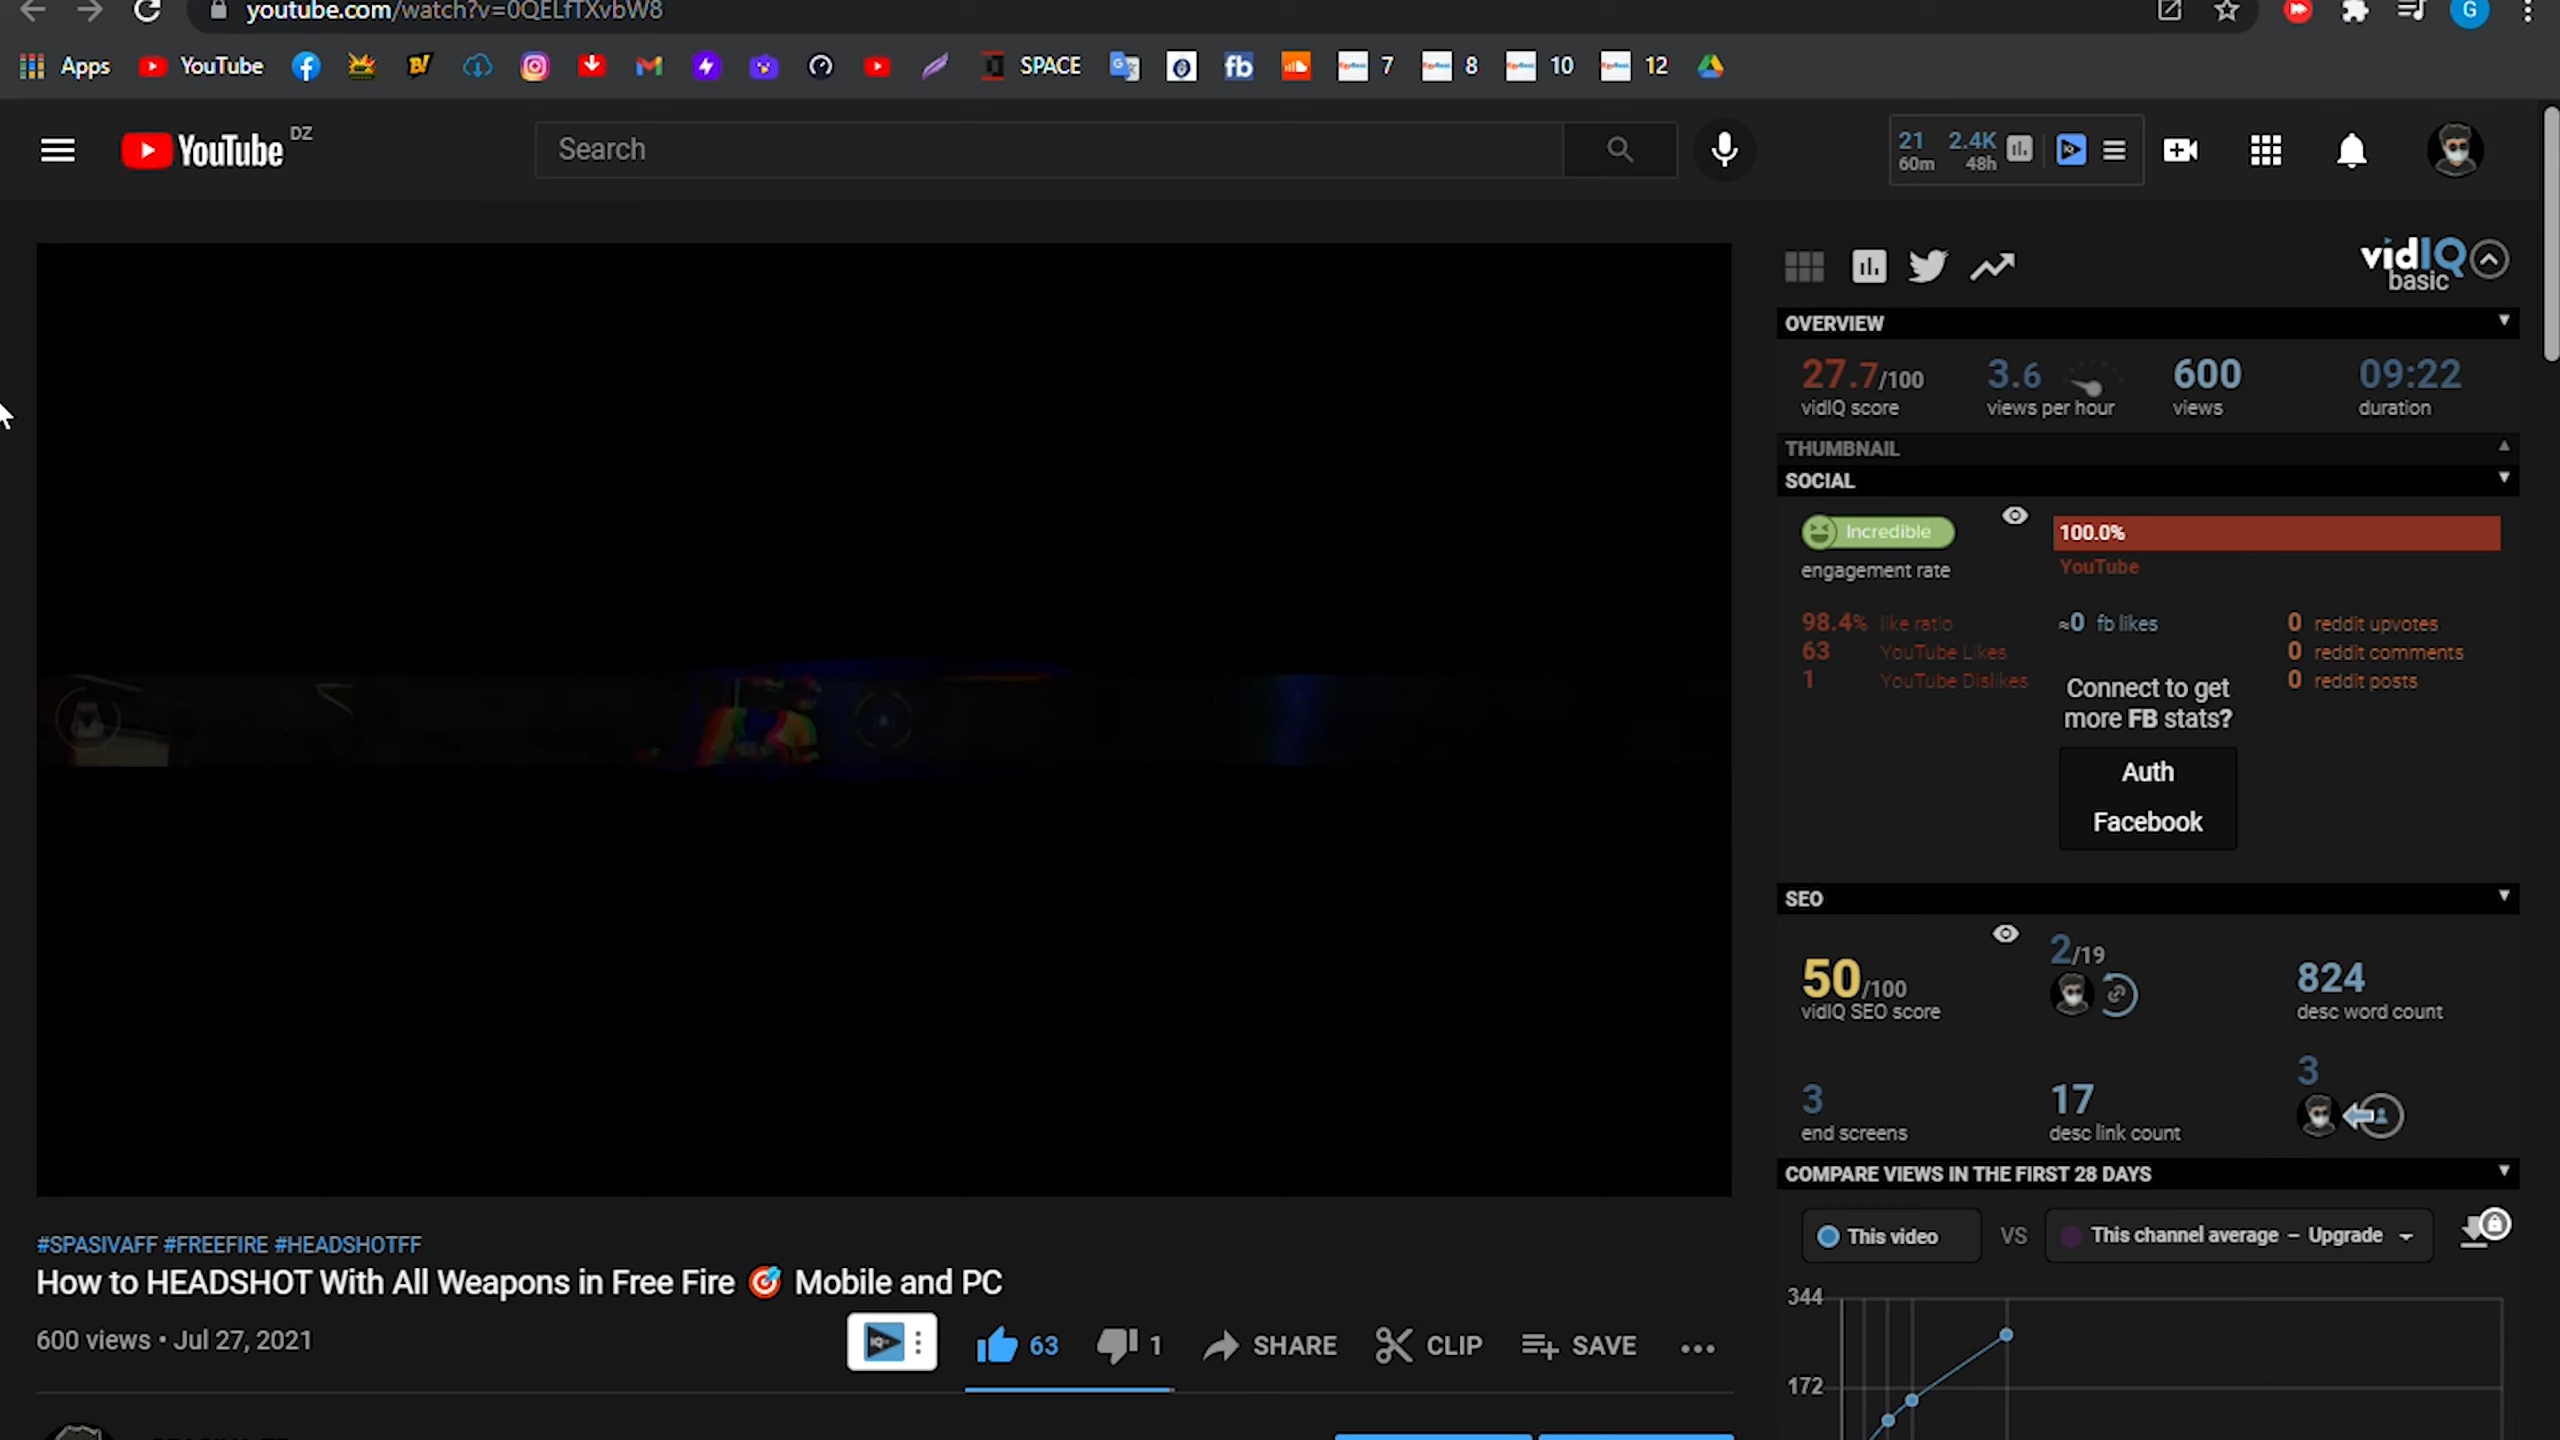 youtube.com/watch?v=0QELfTXvbW8
Apps YouTube SPACE fb 7 8 10 12
YouTube DZ
Search
21 2.4K
60m 48h
G
vidIQ
basic
OVERVIEW
27.7/100 3.6 600 09:22
vidIQ score views per hour views duration
THUMBNAIL
SOCIAL
Incredible 100.0%
engagement rate YouTube
98.4% like ratio ≈0 fb likes 0 reddit upvotes
63 YouTube Likes 0 reddit comments
1 YouTube Dislikes 0 reddit posts
Connect to get
more FB stats?
Auth
Facebook
SEO
50/100 2/19 824
vidIQ SEO score desc word count
3 17 3
end screens desc link count
COMPARE VIEWS IN THE FIRST 28 DAYS
This video VS This channel average – Upgrade
344
172
#SPASIVAFF #FREEFIRE #HEADSHOTFF
How to HEADSHOT With All Weapons in Free Fire 🎯 Mobile and PC
600 views • Jul 27, 2021
63 1 SHARE CLIP SAVE